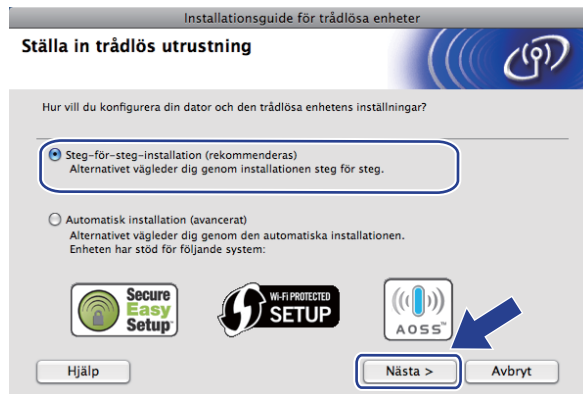 Installationsguide för trådlösa enheter
Ställa in trådlös utrustning
Hur vill du konfigurera din dator och den trådlösa enhetens inställningar?
Steg-för-steg-installation (rekommenderas)
Alternativet vägleder dig genom installationen steg för steg.
Automatisk installation (avancerat)
Alternativet vägleder dig genom den automatiska installationen.
Enheten har stöd för följande system:
Secure
Easy
Setup™
Wi-Fi PROTECTED
SETUP
AOSS™
Hjälp
Nästa >
Avbryt